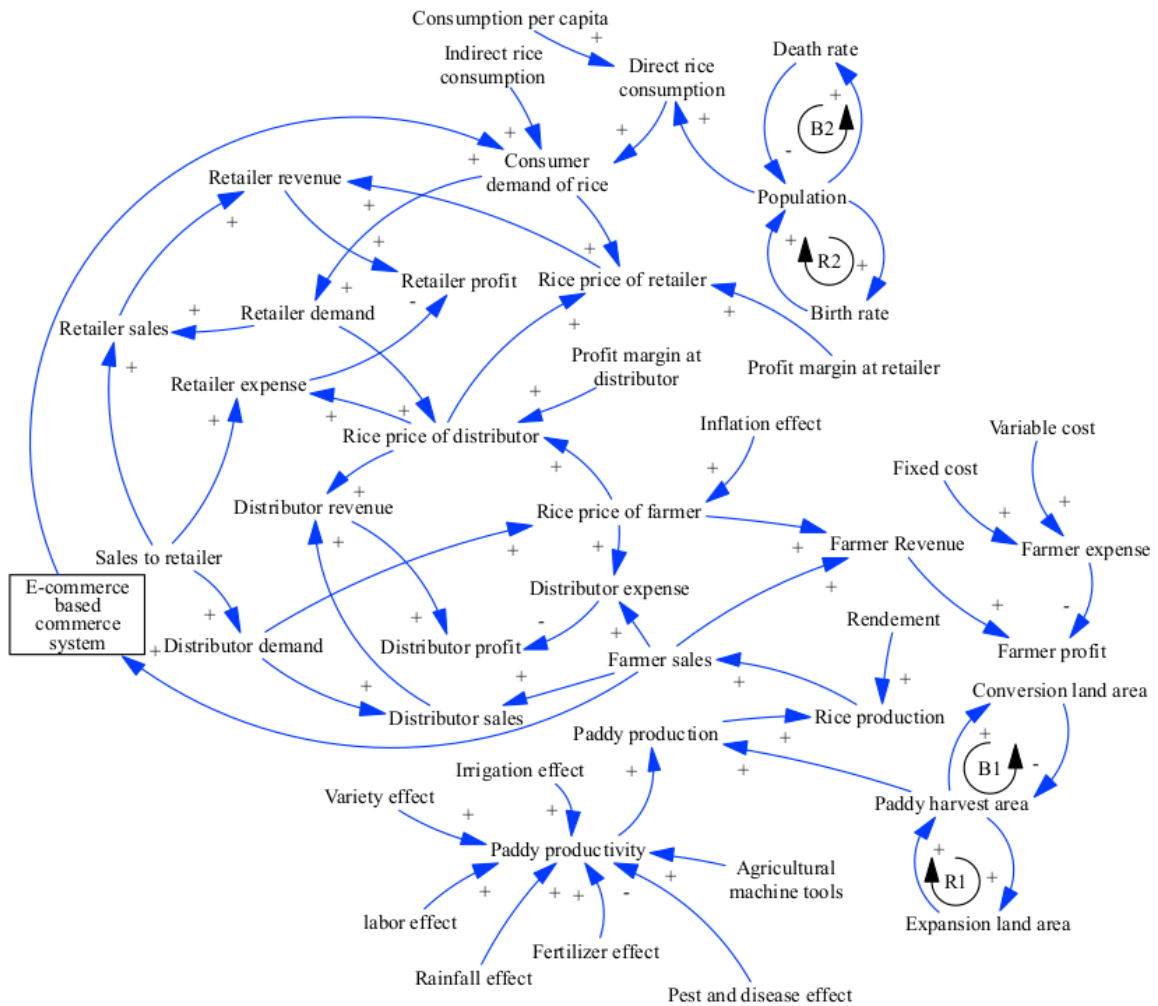 Consumption per capita
Indirect rice
consumption
Direct rice
consumption
Death rate
+
+
B2
+
+
+
+
-
Consumer
demand of rice
Retailer revenue
Population
+
+
+
+
+
R2
+
Retailer profit
Rice price of retailer
-
+
Birth rate
Retailer sales
+
Retailer demand
+
+
+
Profit margin at
distributor
Profit margin at retailer
Retailer expense
+
+
+
+
Rice price of distributor
Inflation effect
Variable cost
+
+
Fixed cost
+
Distributor revenue
+
Rice price of farmer
+
+
+
+
+
+
Sales to retailer
Farmer Revenue
Farmer expense
E-commerce
based
commerce
system
Distributor expense
+
+
-
+
+
-
Rendement
+
Distributor demand
Distributor profit
Farmer sales
Farmer profit
+
+
+
+
Conversion land area
Distributor sales
Rice production
Paddy production
+
+
B1
-
Irrigation effect
+
+
Variety effect
+
+
Paddy harvest area
Paddy productivity
+
Agricultural
machine tools
+
+
+
+
-
R1
+
labor effect
Expansion land area
Fertilizer effect
Rainfall effect
Pest and disease effect